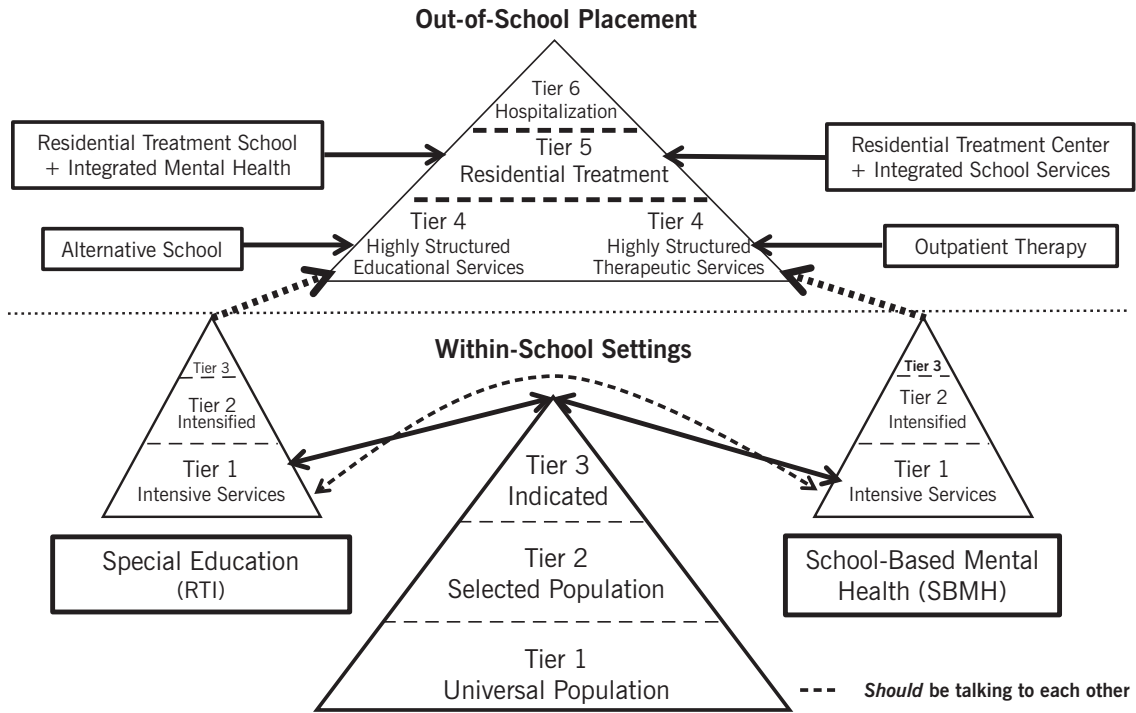 Out-of-School Placement
Tier 6
Hospitalization
Residential Treatment School
+ Integrated Mental Health
Tier 5
Residential Treatment
Residential Treatment Center
+ Integrated School Services
Alternative School
Tier 4
Highly Structured
Educational Services
Tier 4
Highly Structured
Therapeutic Services
Outpatient Therapy
Within-School Settings
Tier 3
Tier 2
Intensified
Tier 1
Intensive Services
Special Education
(RTI)
Tier 3
Indicated
Tier 2
Selected Population
Tier 1
Universal Population
Tier 3
Tier 2
Intensified
Tier 1
Intensive Services
School-Based Mental
Health (SBMH)
Should be talking to each other